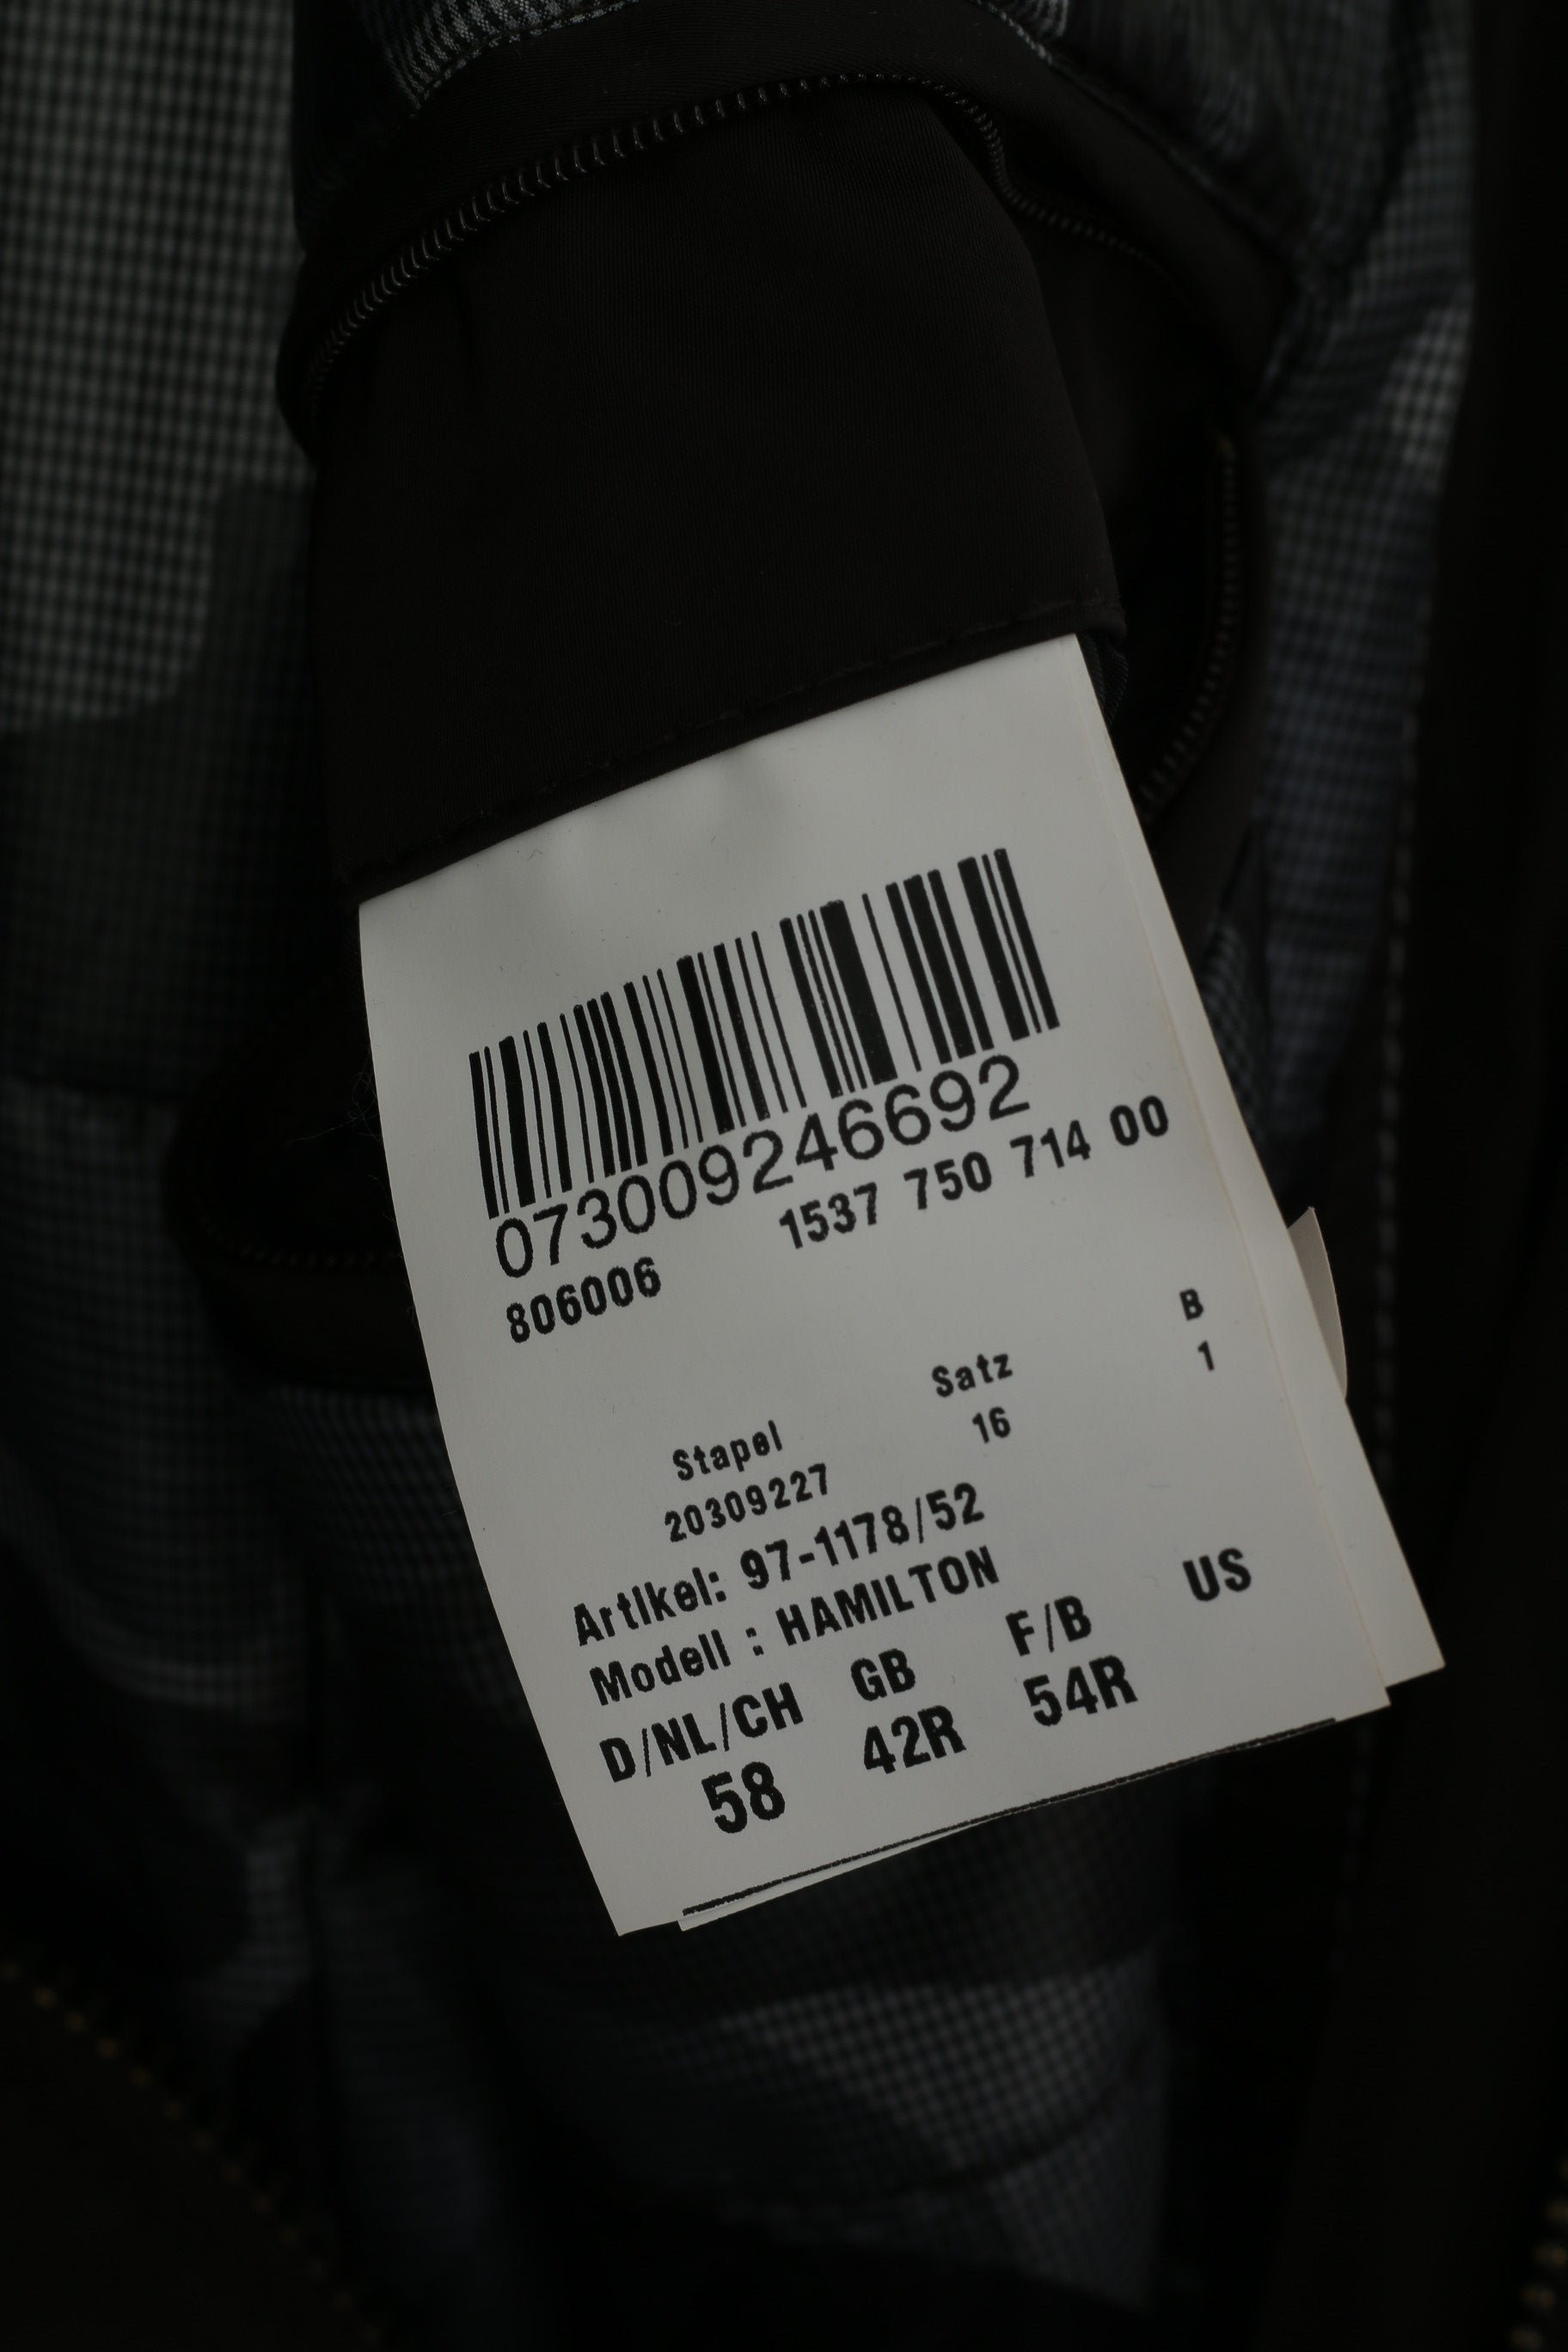 073009246692
806006 1537 750 714 00
B
Satz 1
Stapel 16
20309227
Artikel: 97-1178/52
Modell : HAMILTON
D/NL/CH GB F/B US
58 42R 54R